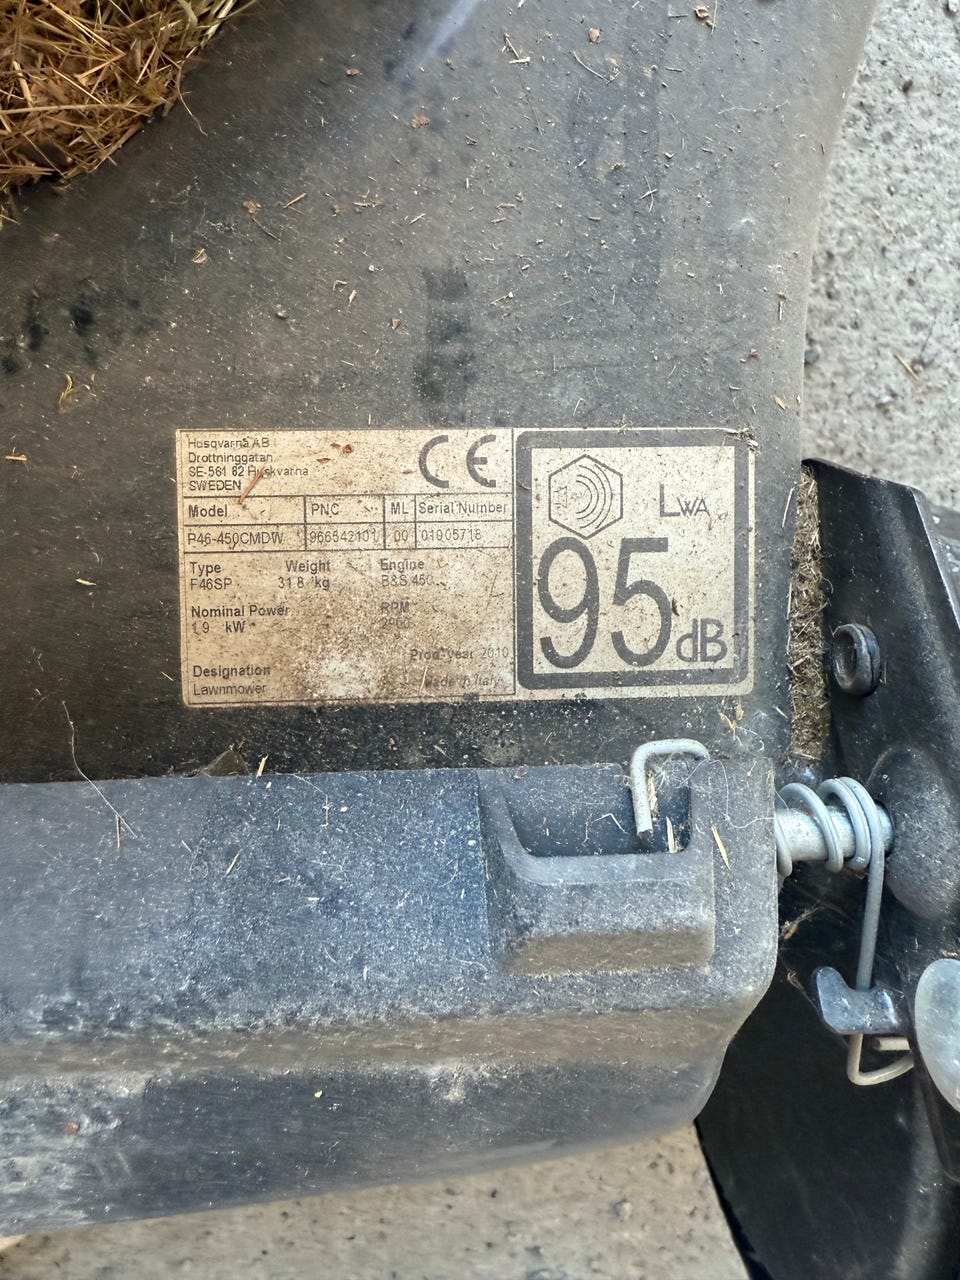 Husqvarna AB
Drottninggatan
SE-561 82 Huskvarna
SWEDEN
CE
Model PNC ML Serial Number
P46-450CMDW 966542101 00 01005718
Type Weight Engine
F46SP 31.8 kg B&S 450
Nominal Power RPM
1.9 kW 2900
Prod. year 2010
Designation Made in Italy
Lawnmower
LWA
95 dB